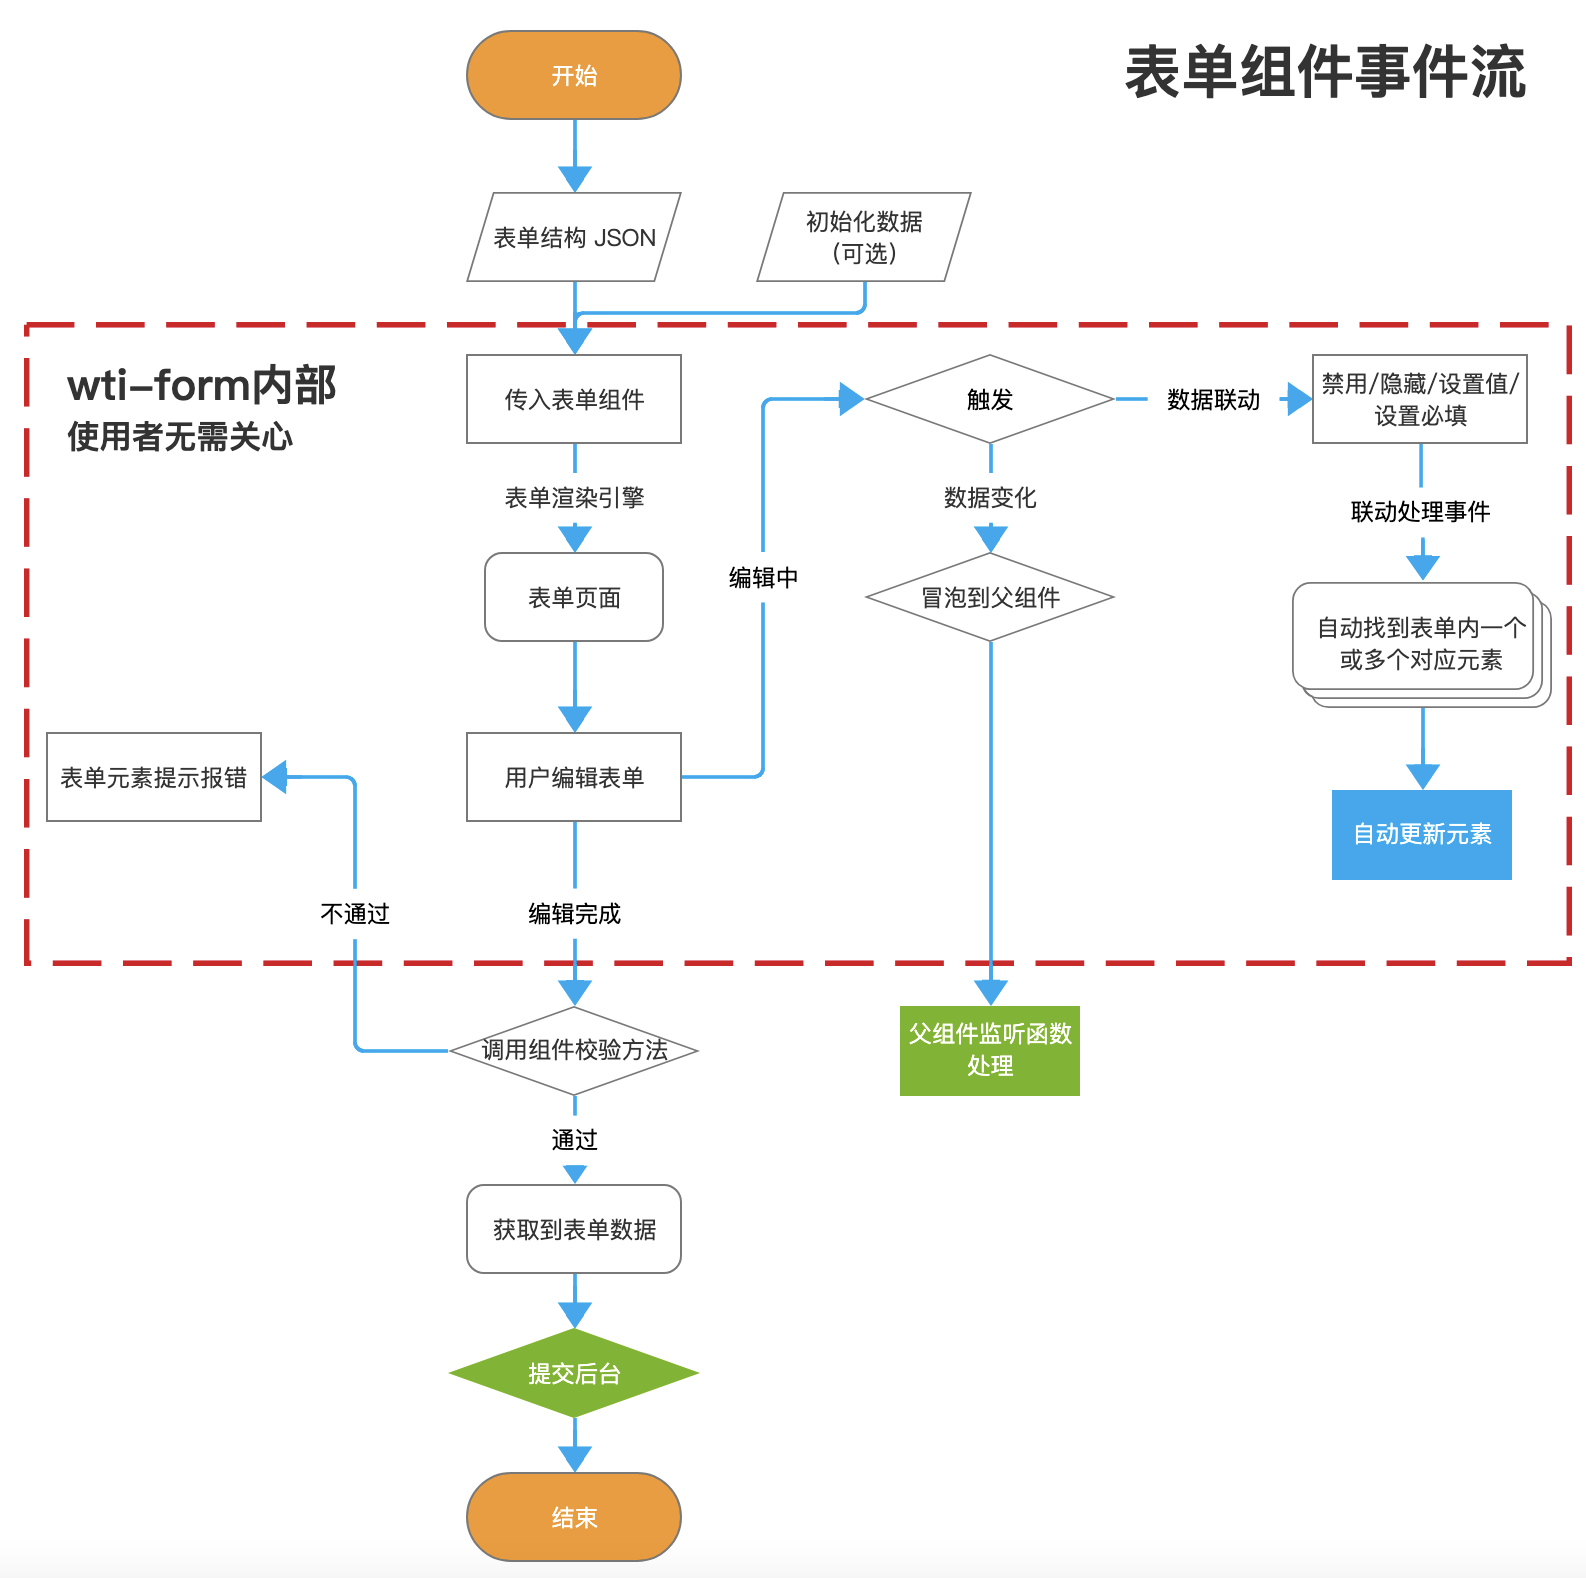 表单组件事件流
开始
表单结构 JSON
初始化数据
(可选)
wti-form内部
使用者无需关心
传入表单组件
触发
数据联动
禁用/隐藏/设置值/
设置必填
表单渲染引擎
数据变化
联动处理事件
编辑中
表单页面
冒泡到父组件
自动找到表单内一个
或多个对应元素
表单元素提示报错
用户编辑表单
自动更新元素
不通过
编辑完成
调用组件校验方法
父组件监听函数
处理
通过
获取到表单数据
提交后台
结束